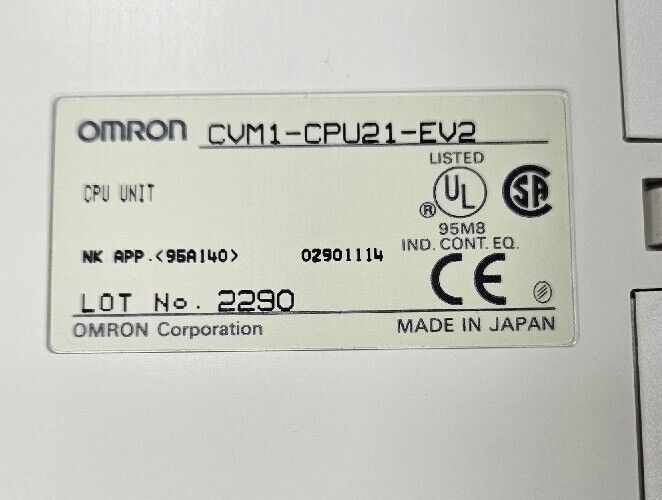 OMRON CVM1-CPU21-EV2
LISTED
CPU UNIT
UL
SA
®
95M8
IND. CONT. EQ.
NK APP.<95A140> 02901114
CE
LOT No. 2290
OMRON Corporation MADE IN JAPAN